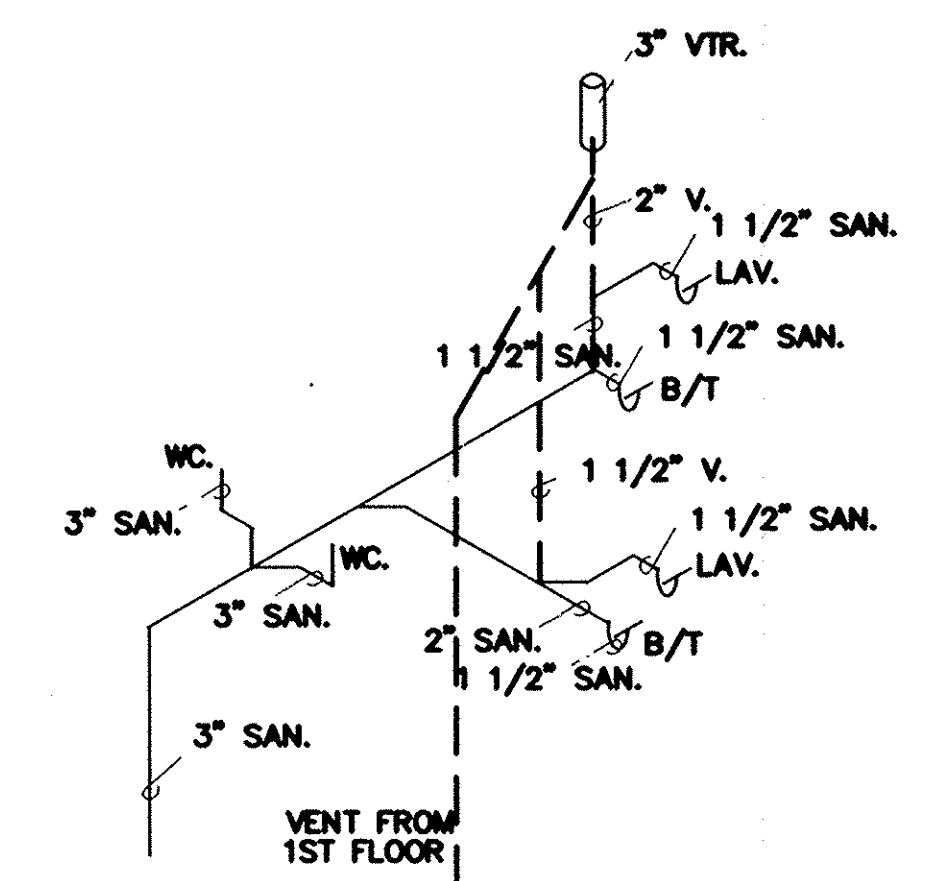 3" VTR.
2" V.
1 1/2" SAN.
LAV.
1 1/2" SAN.
1 1/2" SAN.
B/T
WC.
1 1/2" V.
3" SAN.
1 1/2" SAN.
WC.
LAV.
3" SAN.
2" SAN.
B/T
1 1/2" SAN.
3" SAN.
VENT FROM
1ST FLOOR